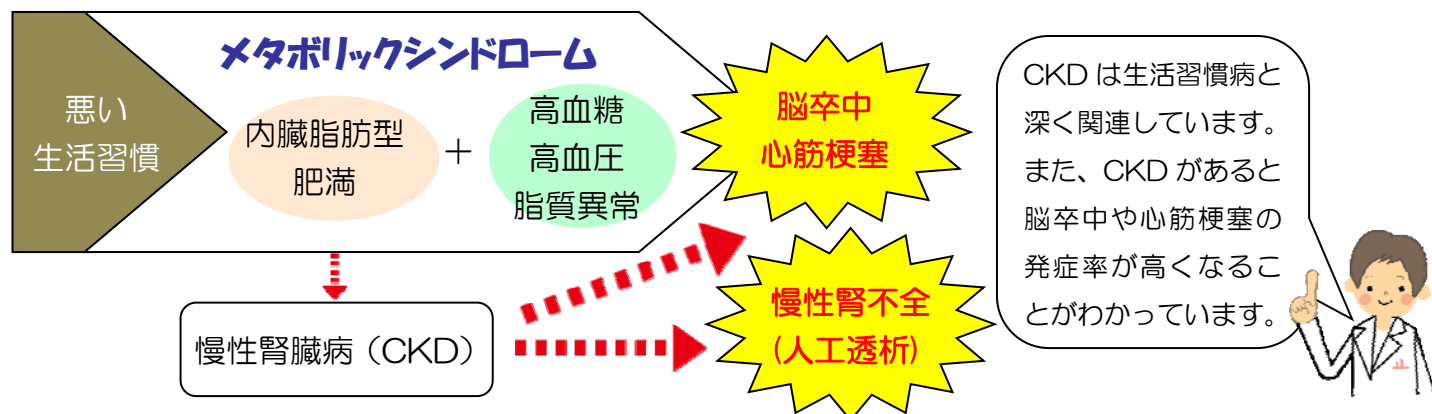 メタボリックシンドローム
悪い
生活習慣
内臓脂肪型
肥満
＋
高血糖
高血圧
脂質異常
脳卒中
心筋梗塞
慢性腎臓病（CKD）
慢性腎不全
(人工透析)
CKD は生活習慣病と
深く関連しています。
また、CKD があると
脳卒中や心筋梗塞の
発症率が高くなるこ
とがわかっています。